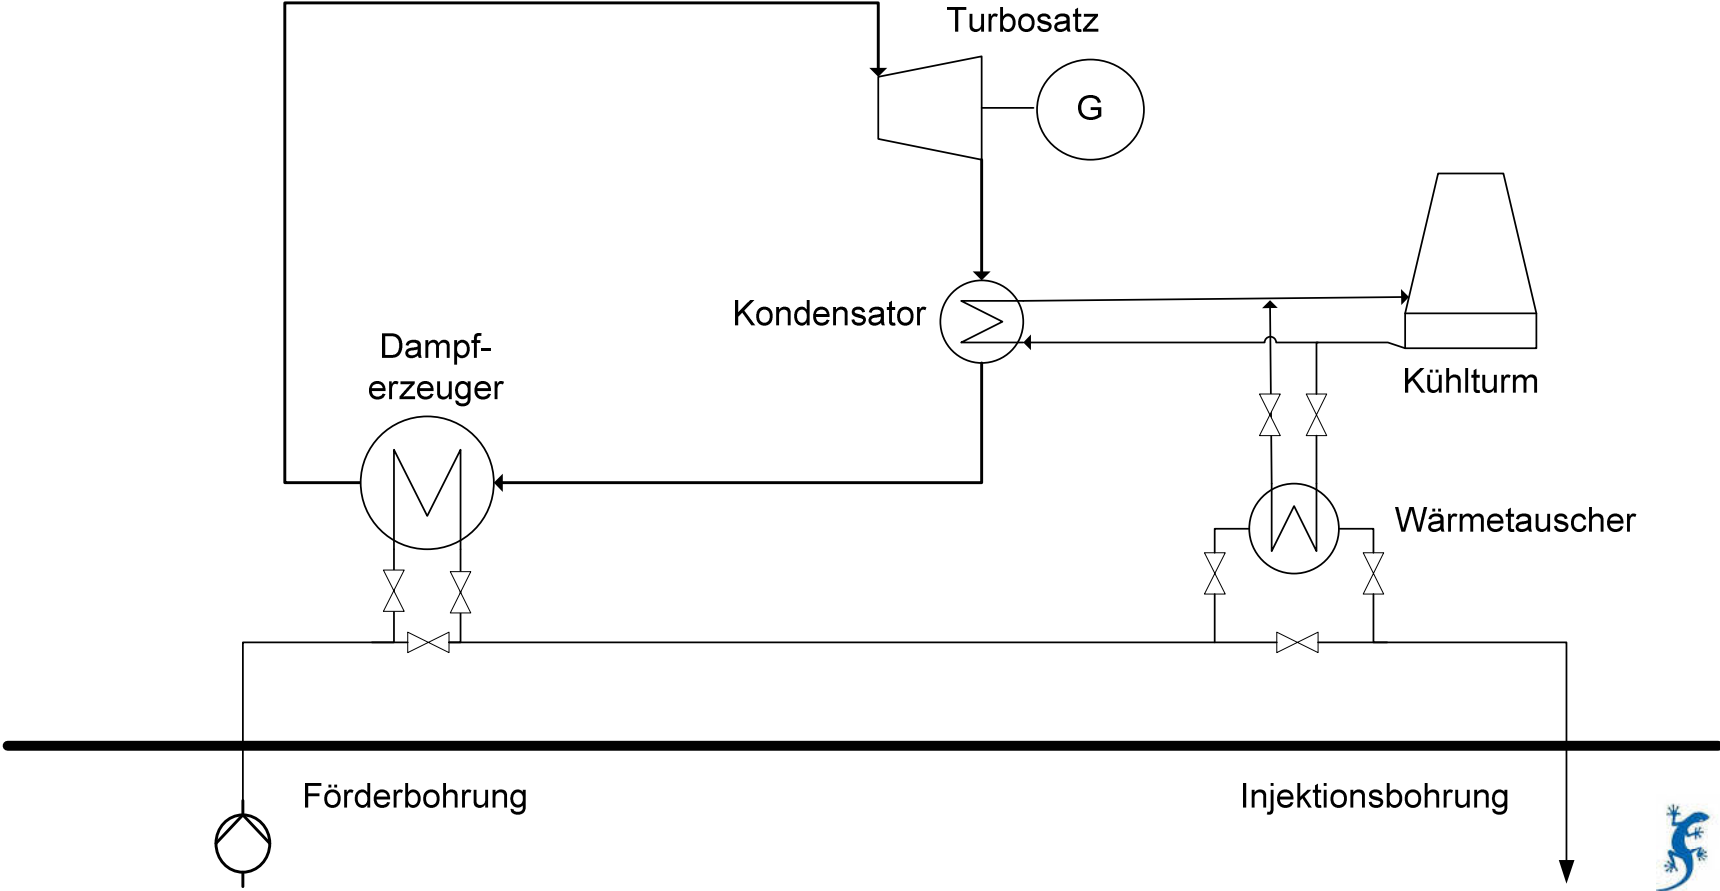 Turbosatz
G
Kondensator
Dampf-
erzeuger
Kühlturm
Wärmetauscher
Förderbohrung
Injektionsbohrung